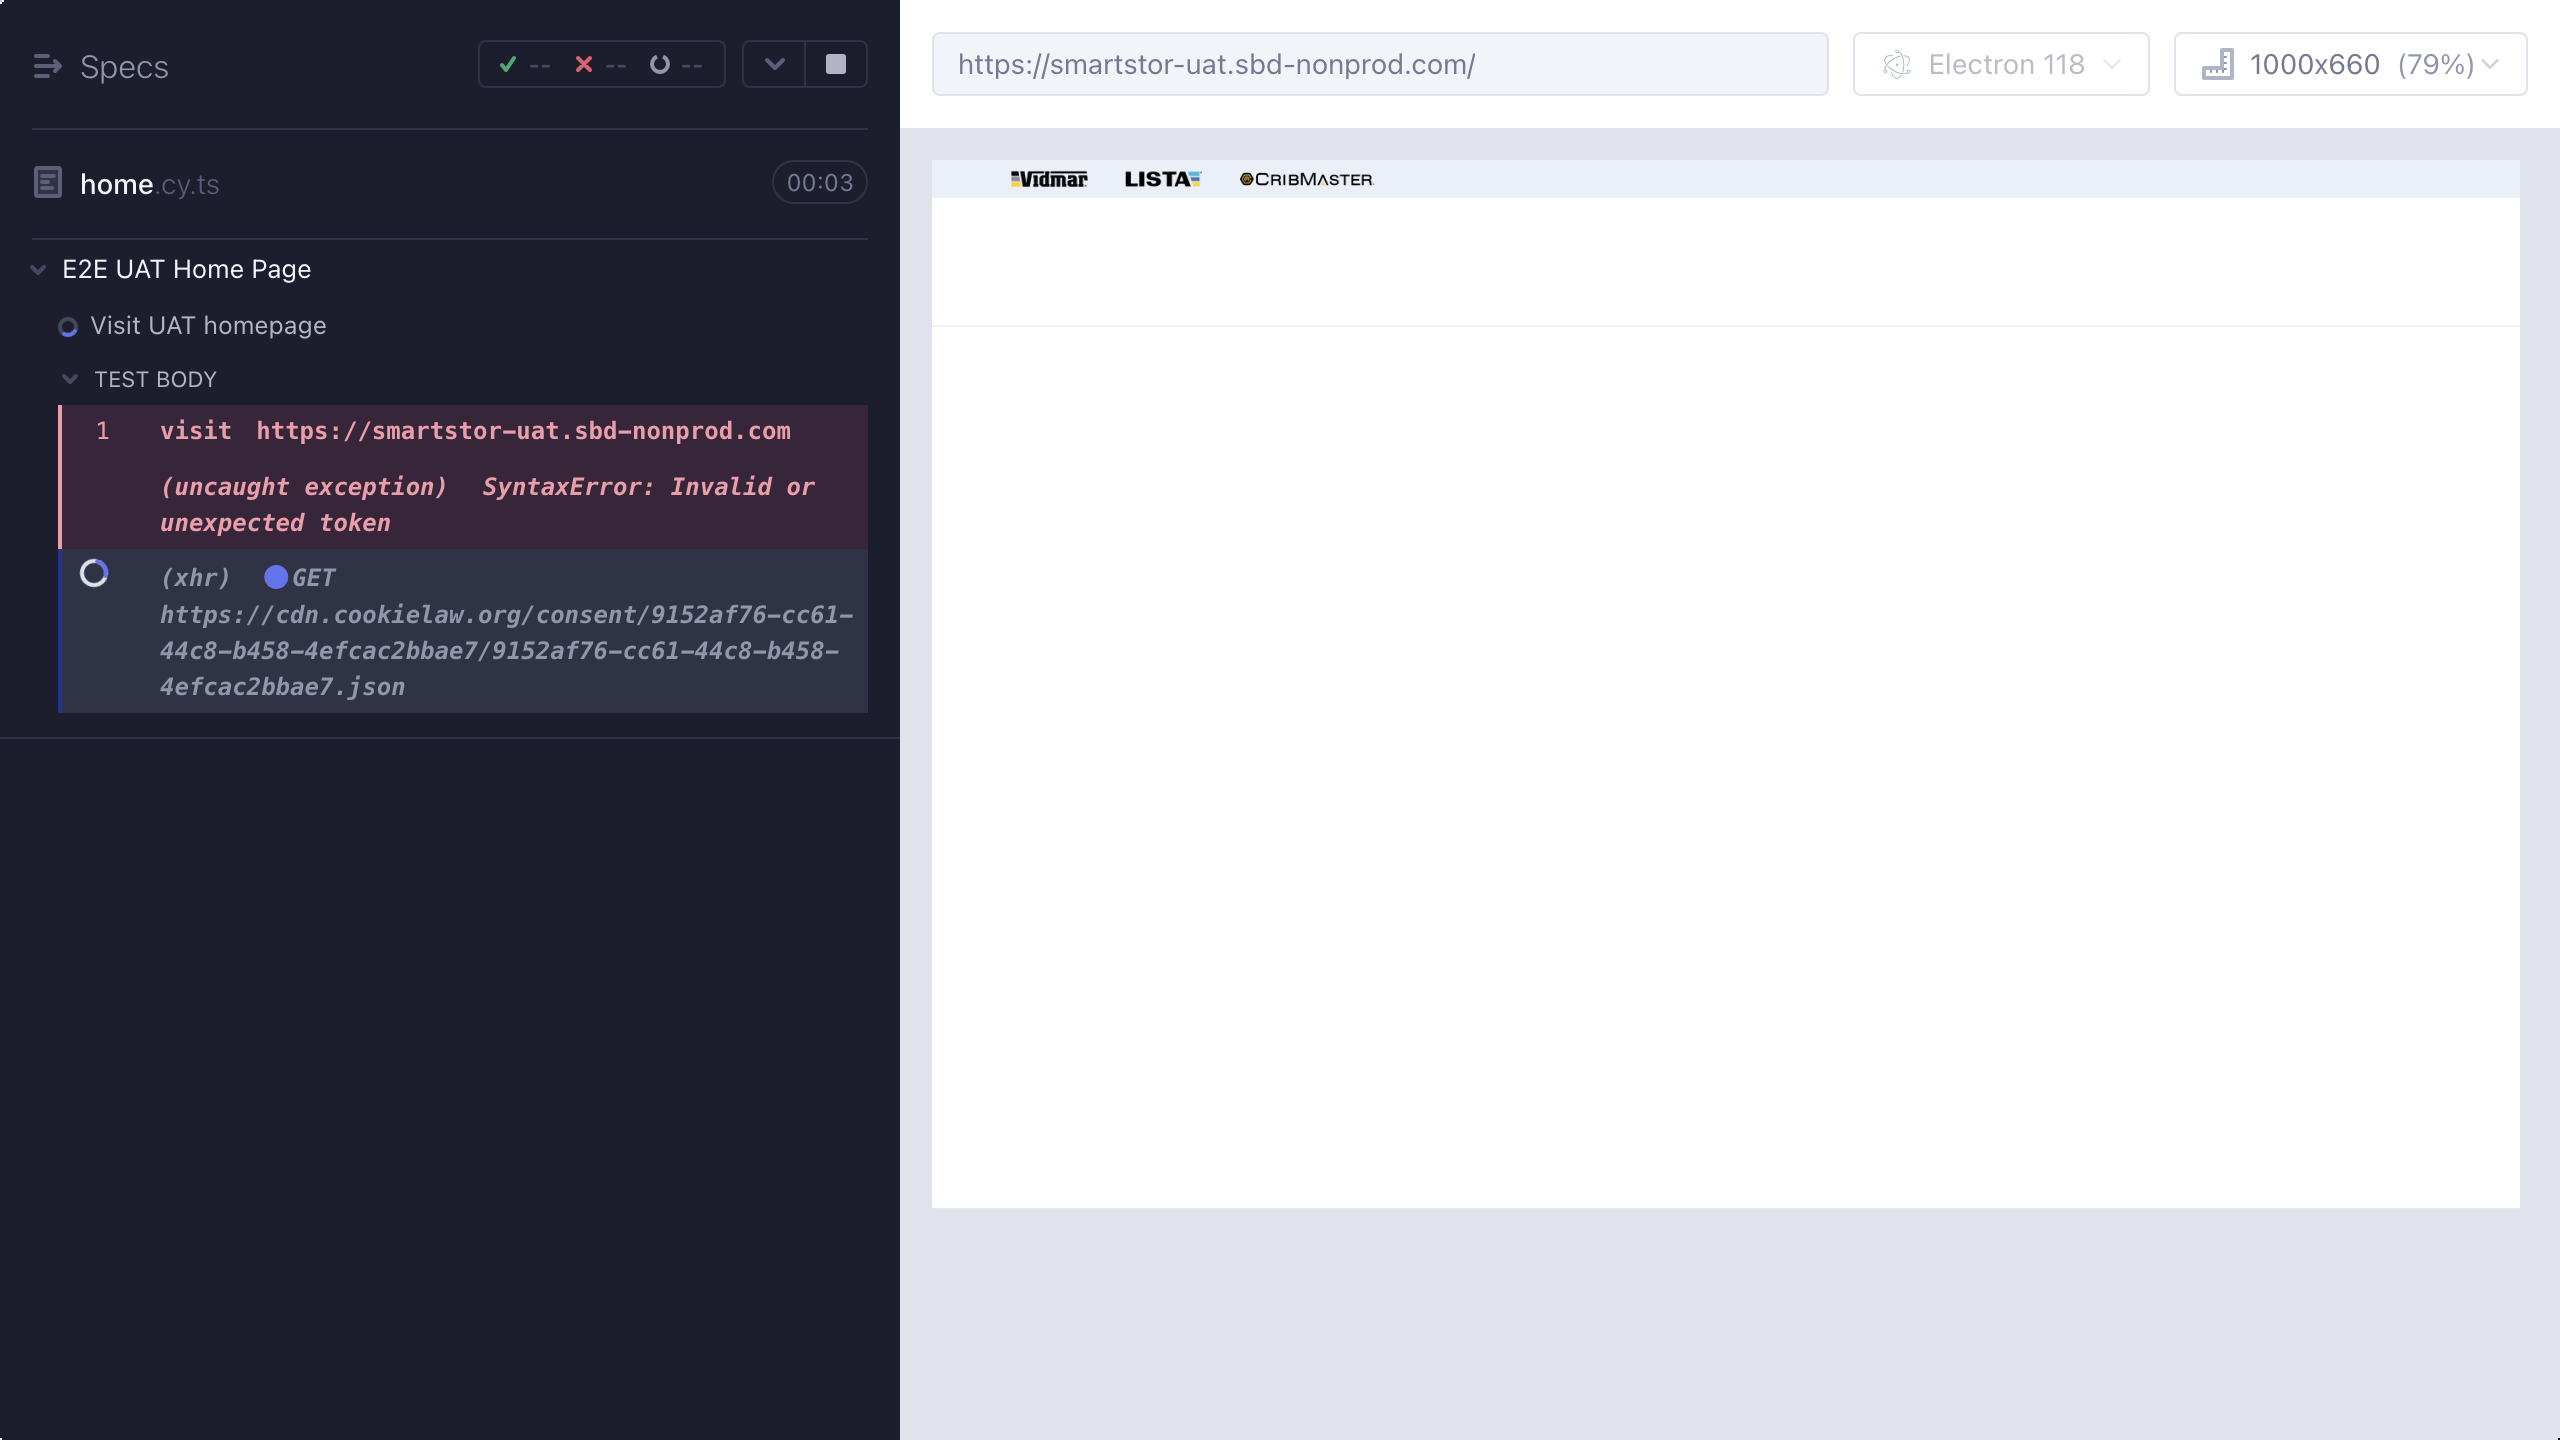 Specs
--
--
--
https://smartstor-uat.sbd-nonprod.com/
Electron 118
1000x660 (79%)
home.cy.ts
00:03
Vidmar
LISTA
CRIBMASTER
E2E UAT Home Page
Visit UAT homepage
TEST BODY
1 visit https://smartstor-uat.sbd-nonprod.com
(uncaught exception) SyntaxError: Invalid or
unexpected token
(xhr) GET
https://cdn.cookielaw.org/consent/9152af76-cc61-
44c8-b458-4efcac2bbae7/9152af76-cc61-44c8-b458-
4efcac2bbae7.json